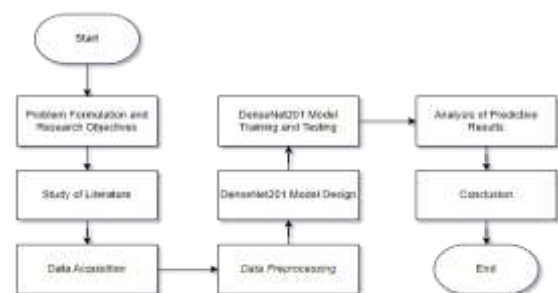 Start
Problem Formulation and
Research Objectives
Study of Literature
Data Acquisition
Data Preprocessing
DenseNet201 Model Design
DenseNet201 Model
Training and Testing
Analysis of Predictive
Results
Conclusion
End